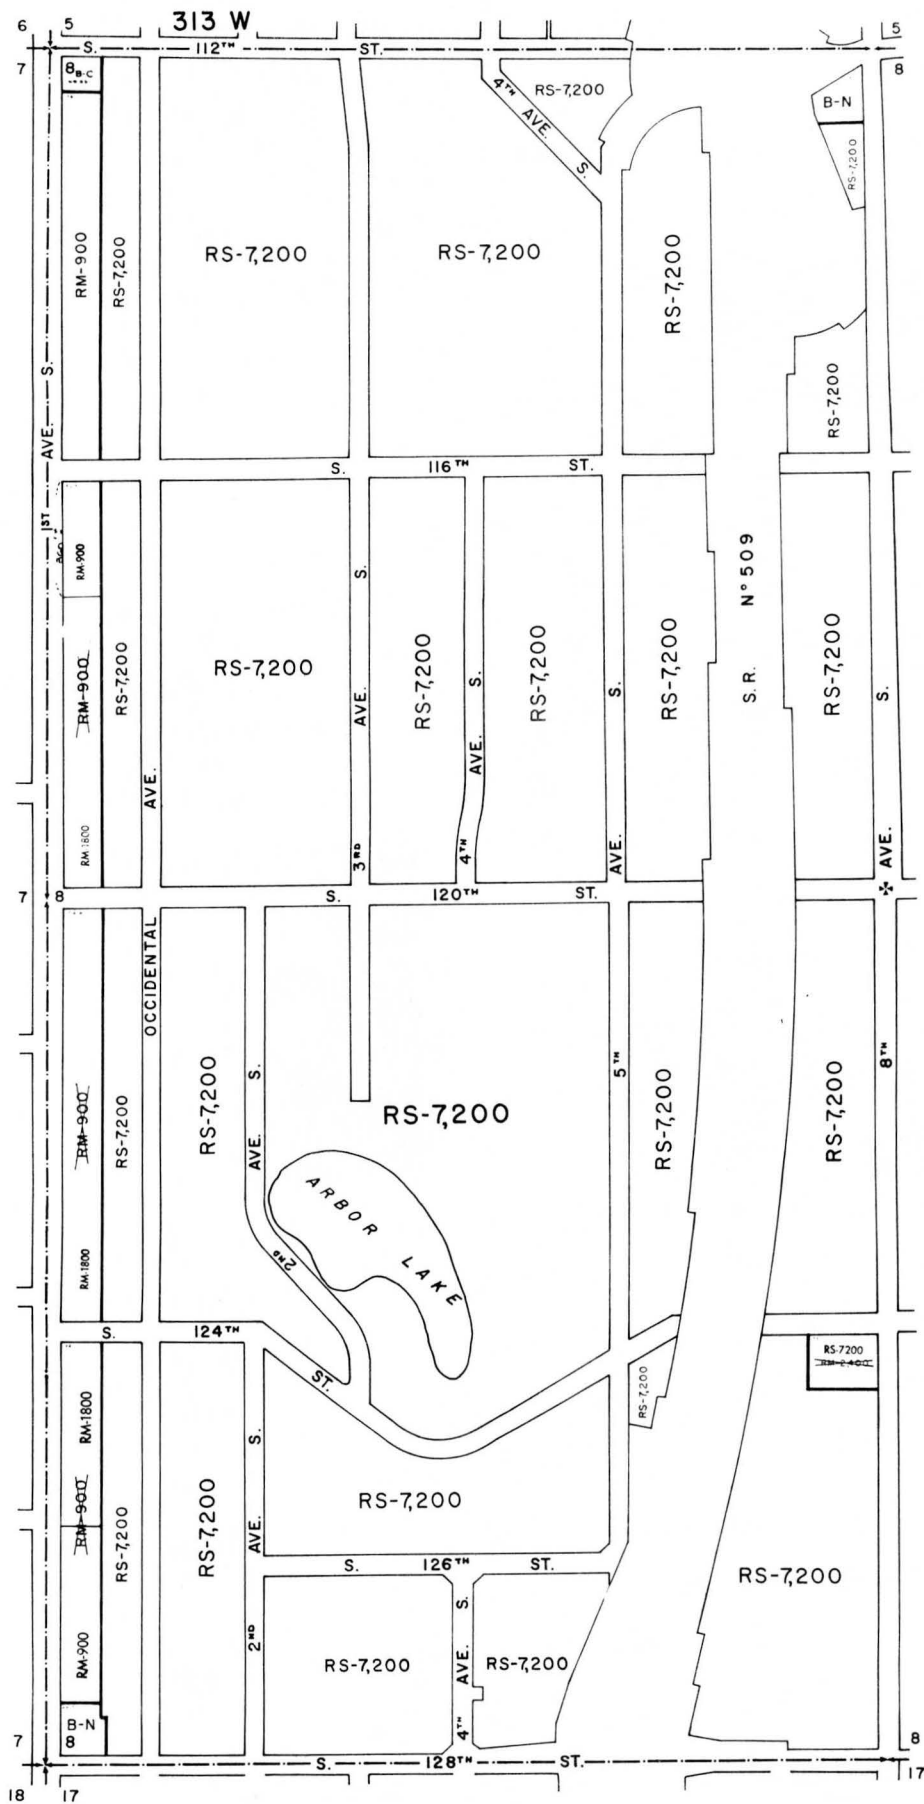 313 W
6
5
5
S. 112TH ST.
7
8
8
B-C
4TH AVE. S.
RS-7,200
B-N
RS-7,200
RM-900
RS-7,200
RS-7,200
RS-7,200
RS-7,200
RS-7,200
1ST AVE. S.
S. 116TH ST.
RM-900
RM-900
RM-1800
RS-7,200
RS-7,200
RS-7,200
RS-7,200
RS-7,200
RS-7,200
S.R. N° 509
OCCIDENTAL AVE.
3RD AVE. S.
4TH AVE. S.
5TH AVE. S.
8TH AVE. S.
7
8
S. 120TH ST.
RM-900
RM-1800
RS-7,200
RS-7,200
2ND AVE. S.
RS-7,200
RS-7,200
RS-7,200
ARBOR LAKE
S. 124TH ST.
RS-7200
RM-2,400
RS-7,200
RM-1800
RM-900
RM-900
RS-7,200
RS-7,200
2ND AVE. S.
RS-7,200
S. 126TH ST.
RS-7,200
RS-7,200
4TH AVE. S.
RS-7,200
B-N
8
7
8
S. 128TH ST.
18
17
17